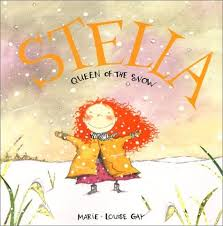 STELLA
QUEEN OF THE SNOW
MARIE-LOUISE GAY